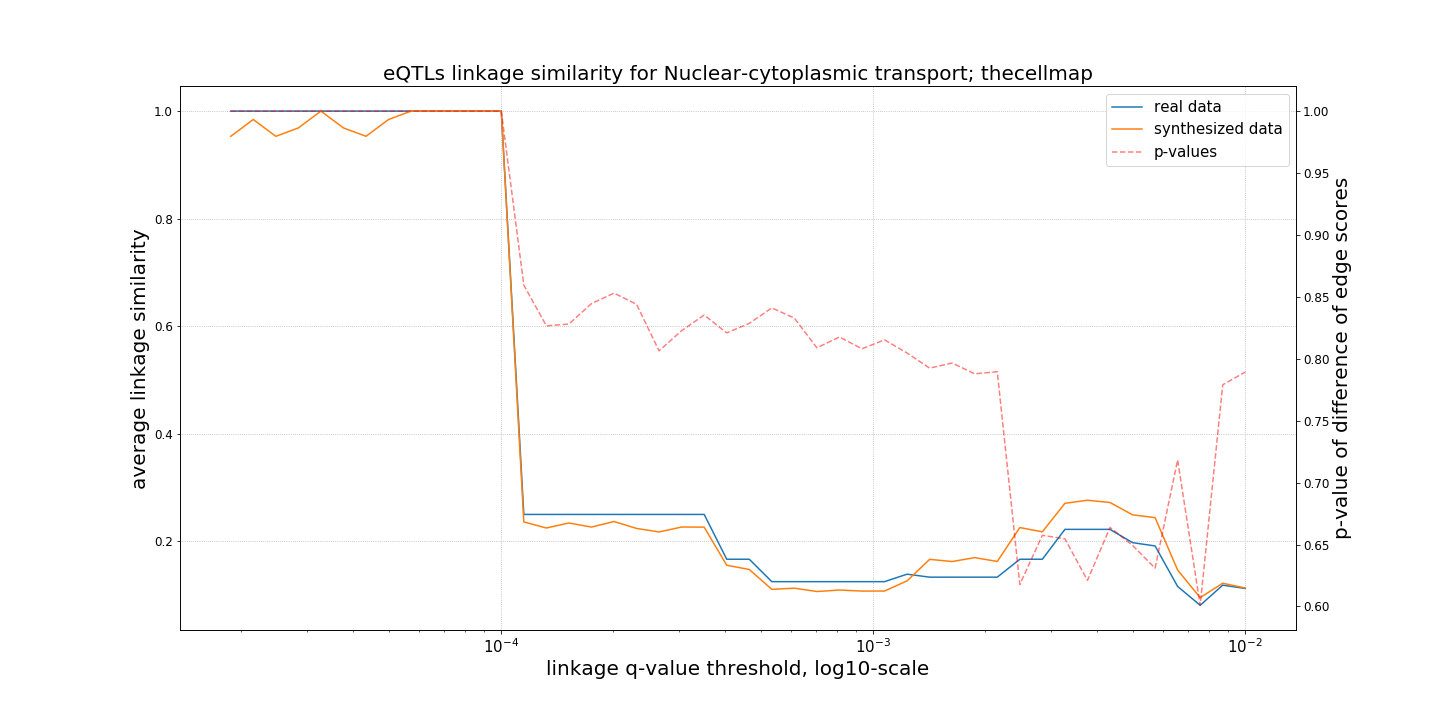 eQTLs linkage similarity for Nuclear-cytoplasmic transport; thecellmap
real data
synthesized data
p-values
average linkage similarity
1.0
0.8
0.6
0.4
0.2
1.00
0.95
0.90
0.85
0.80
0.75
0.70
0.65
0.60
p-value of difference of edge scores
10⁻⁴
10⁻³
10⁻²
linkage q-value threshold, log10-scale